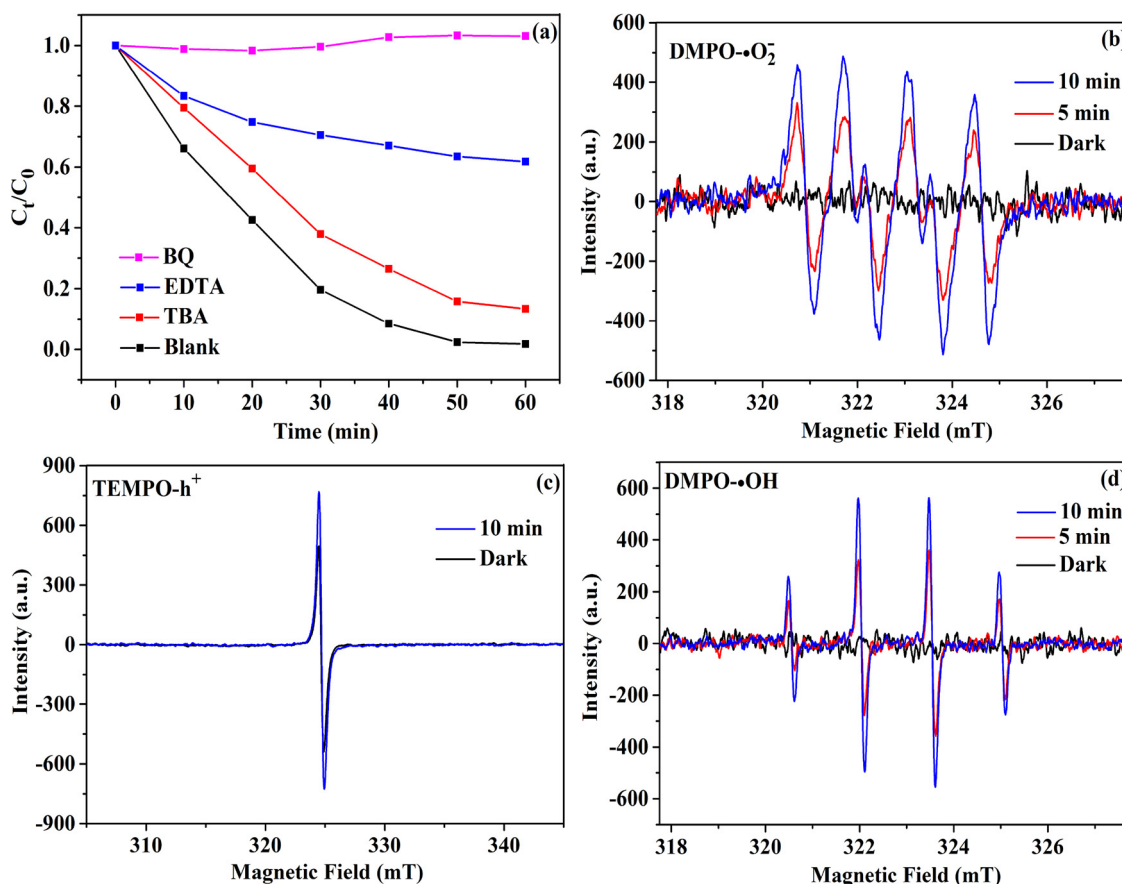 (a)
1.0
0.8
0.6
0.4
0.2
0.0
Cₜ/C₀
BQ
EDTA
TBA
Blank
0 10 20 30 40 50 60
Time (min)
(b)
DMPO-•O₂⁻
10 min
5 min
Dark
600
400
200
0
-200
-400
-600
Intensity (a.u.)
318 320 322 324 326
Magnetic Field (mT)
(c)
TEMPO-h⁺
10 min
Dark
900
600
300
0
-300
-600
-900
Intensity (a.u.)
310 320 330 340
Magnetic Field (mT)
(d)
DMPO-•OH
10 min
5 min
Dark
600
400
200
0
-200
-400
-600
Intensity (a.u.)
318 320 322 324 326
Magnetic Field (mT)